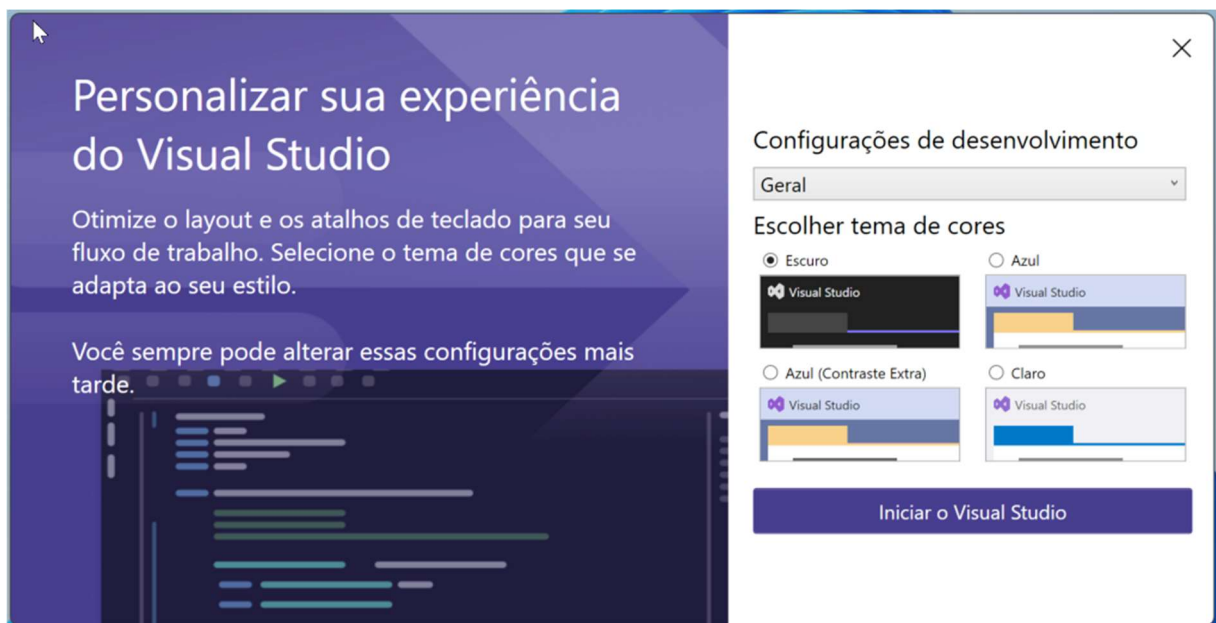 Personalizar sua experiência
do Visual Studio
Otimize o layout e os atalhos de teclado para seu
fluxo de trabalho. Selecione o tema de cores que se
adapta ao seu estilo.
Você sempre pode alterar essas configurações mais
tarde.
Configurações de desenvolvimento
Geral
Escolher tema de cores
Escuro
Azul
Visual Studio
Visual Studio
Azul (Contraste Extra)
Claro
Visual Studio
Visual Studio
Iniciar o Visual Studio